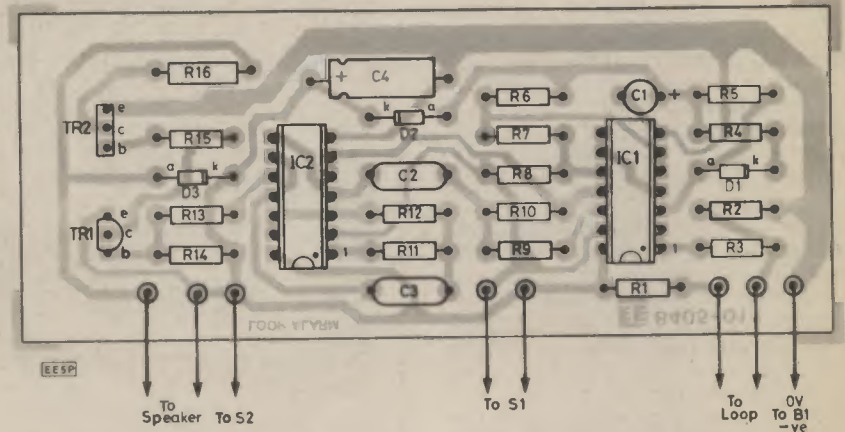 R16
+ C4
R6
C1 +
R5
e
TR2 c
b
R15
k a
D2
R7
R4
IC2
IC1
a k
D3
C2
R8
a k
D1
R13
R12
R10
R2
e
TR1 c
b
R14
R11
1
R9
1
R3
C3
R1
LOOP ALARM
EE 8405-01
EESP
To
Speaker
To S2
To S1
To
Loop
0V
To B1
-ve